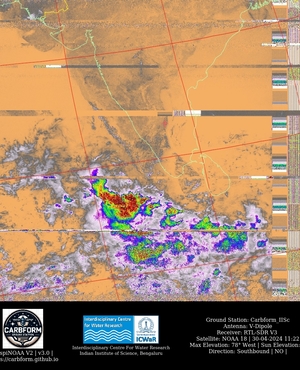 Ground Station: Carbform_IISc
Antenna: V-Dipole
Receiver: RTL-SDR V3
Satellite: NOAA 18 | 30-04-2024 11:22
Max Elevation: 78° West | Sun Elevation:
Direction: Southbound | NO |
Interdisciplinary Centre
for Water Research
ICWaR
CARBFORM
Interdisciplinary Centre For Water Research
Indian Institute of Science, Bengaluru
spiNOAA V2 | v3.0 |
s://carbform.github.io